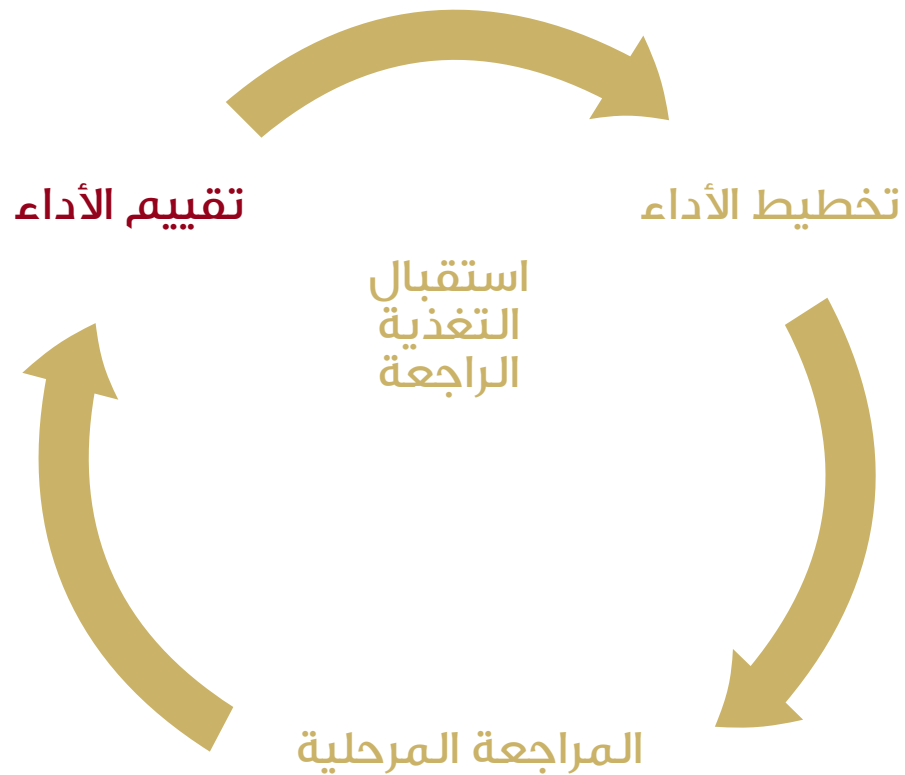 تخطيط الأداء
تقييم الأداء
استقبال
التغذية
الراجعة
المراجعة المرحلية